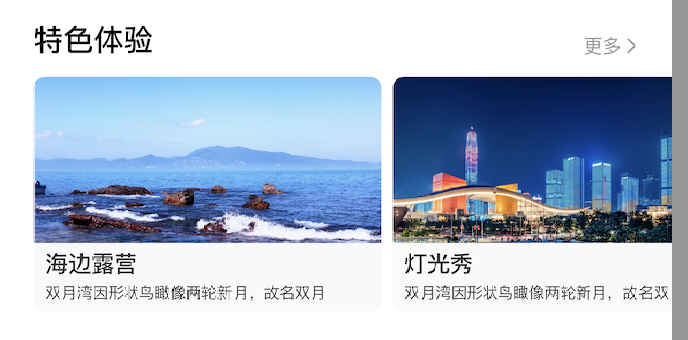 特色体验
更多
海边露营
双月湾因形状鸟瞰像两轮新月，故名双月
灯光秀
双月湾因形状鸟瞰像两轮新月，故名双